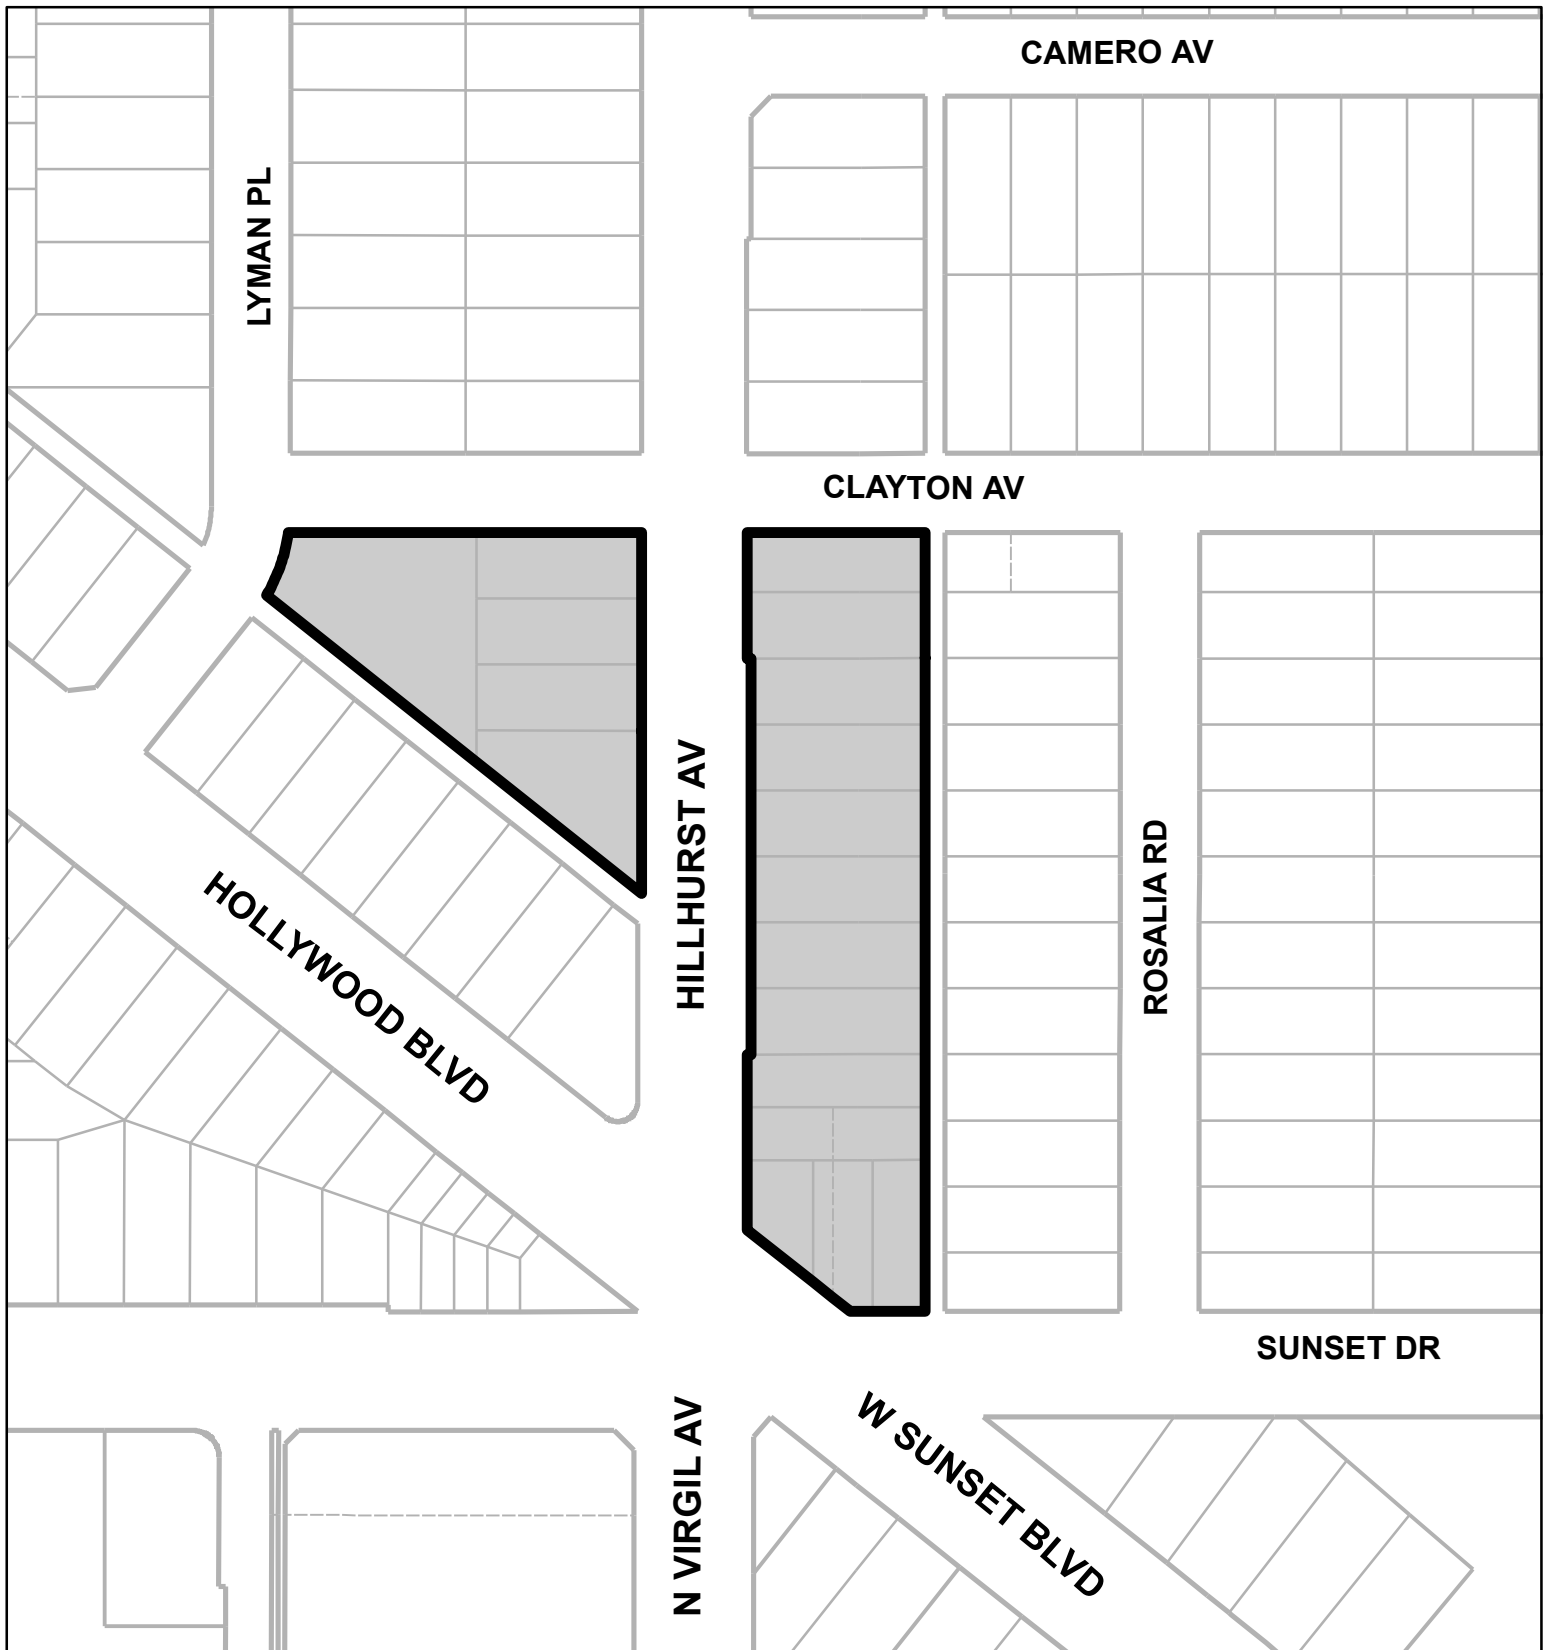 CAMERO AV
LYMAN PL
CLAYTON AV
HILLHURST AV
ROSALIA RD
HOLLYWOOD BLVD
SUNSET DR
W SUNSET BLVD
N VIRGIL AV